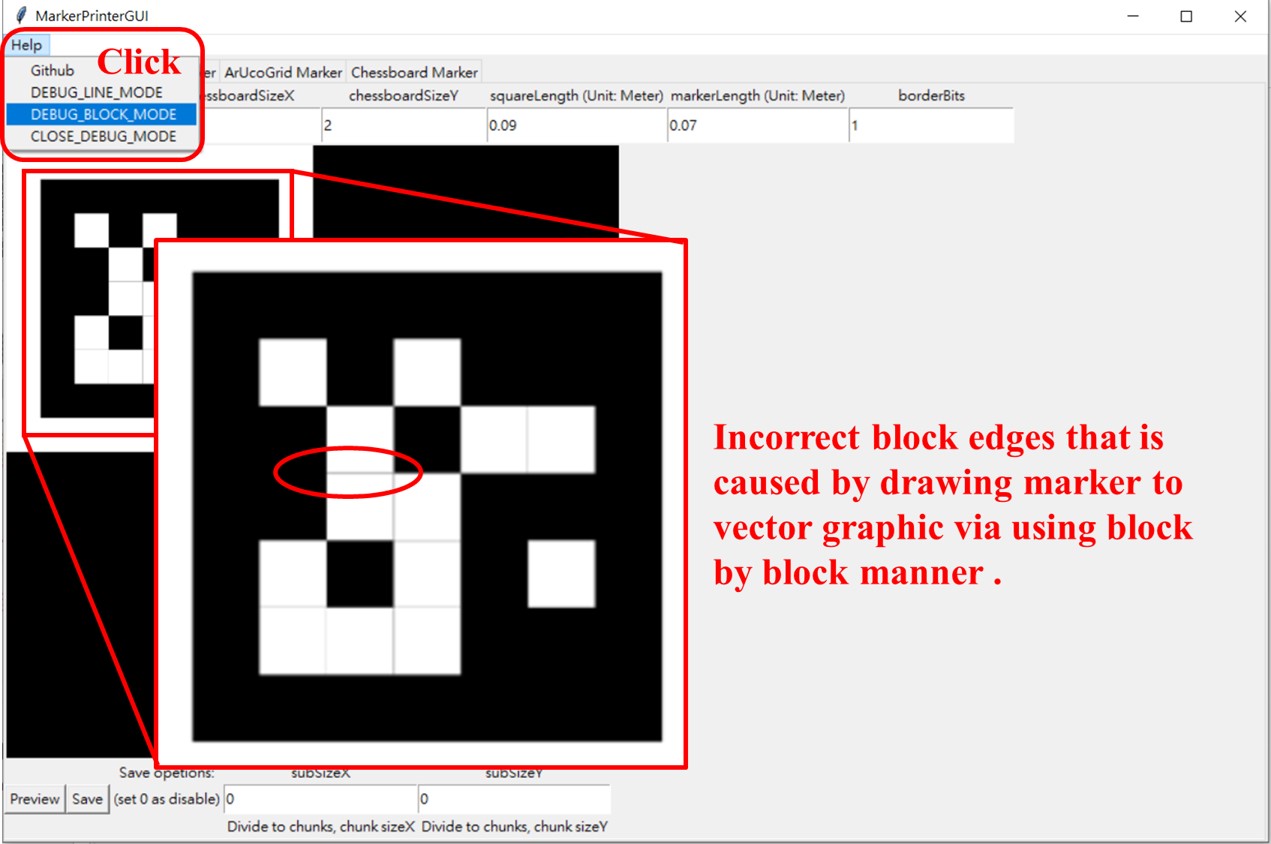 MarkerPrinterGUI
Help
Click
Github
DEBUG_LINE_MODE
DEBUG_BLOCK_MODE
CLOSE_DEBUG_MODE
ArUcoGrid Marker Chessboard Marker
chessboardSizeY squareLength (Unit: Meter) markerLength (Unit: Meter) borderBits
2 0.09 0.07 1
Incorrect block edges that is
caused by drawing marker to
vector graphic via using block
by block manner .
Save opetions: subSizeX subSizeY
Preview Save (set 0 as disable) 0 0
Divide to chunks, chunk sizeX Divide to chunks, chunk sizeY